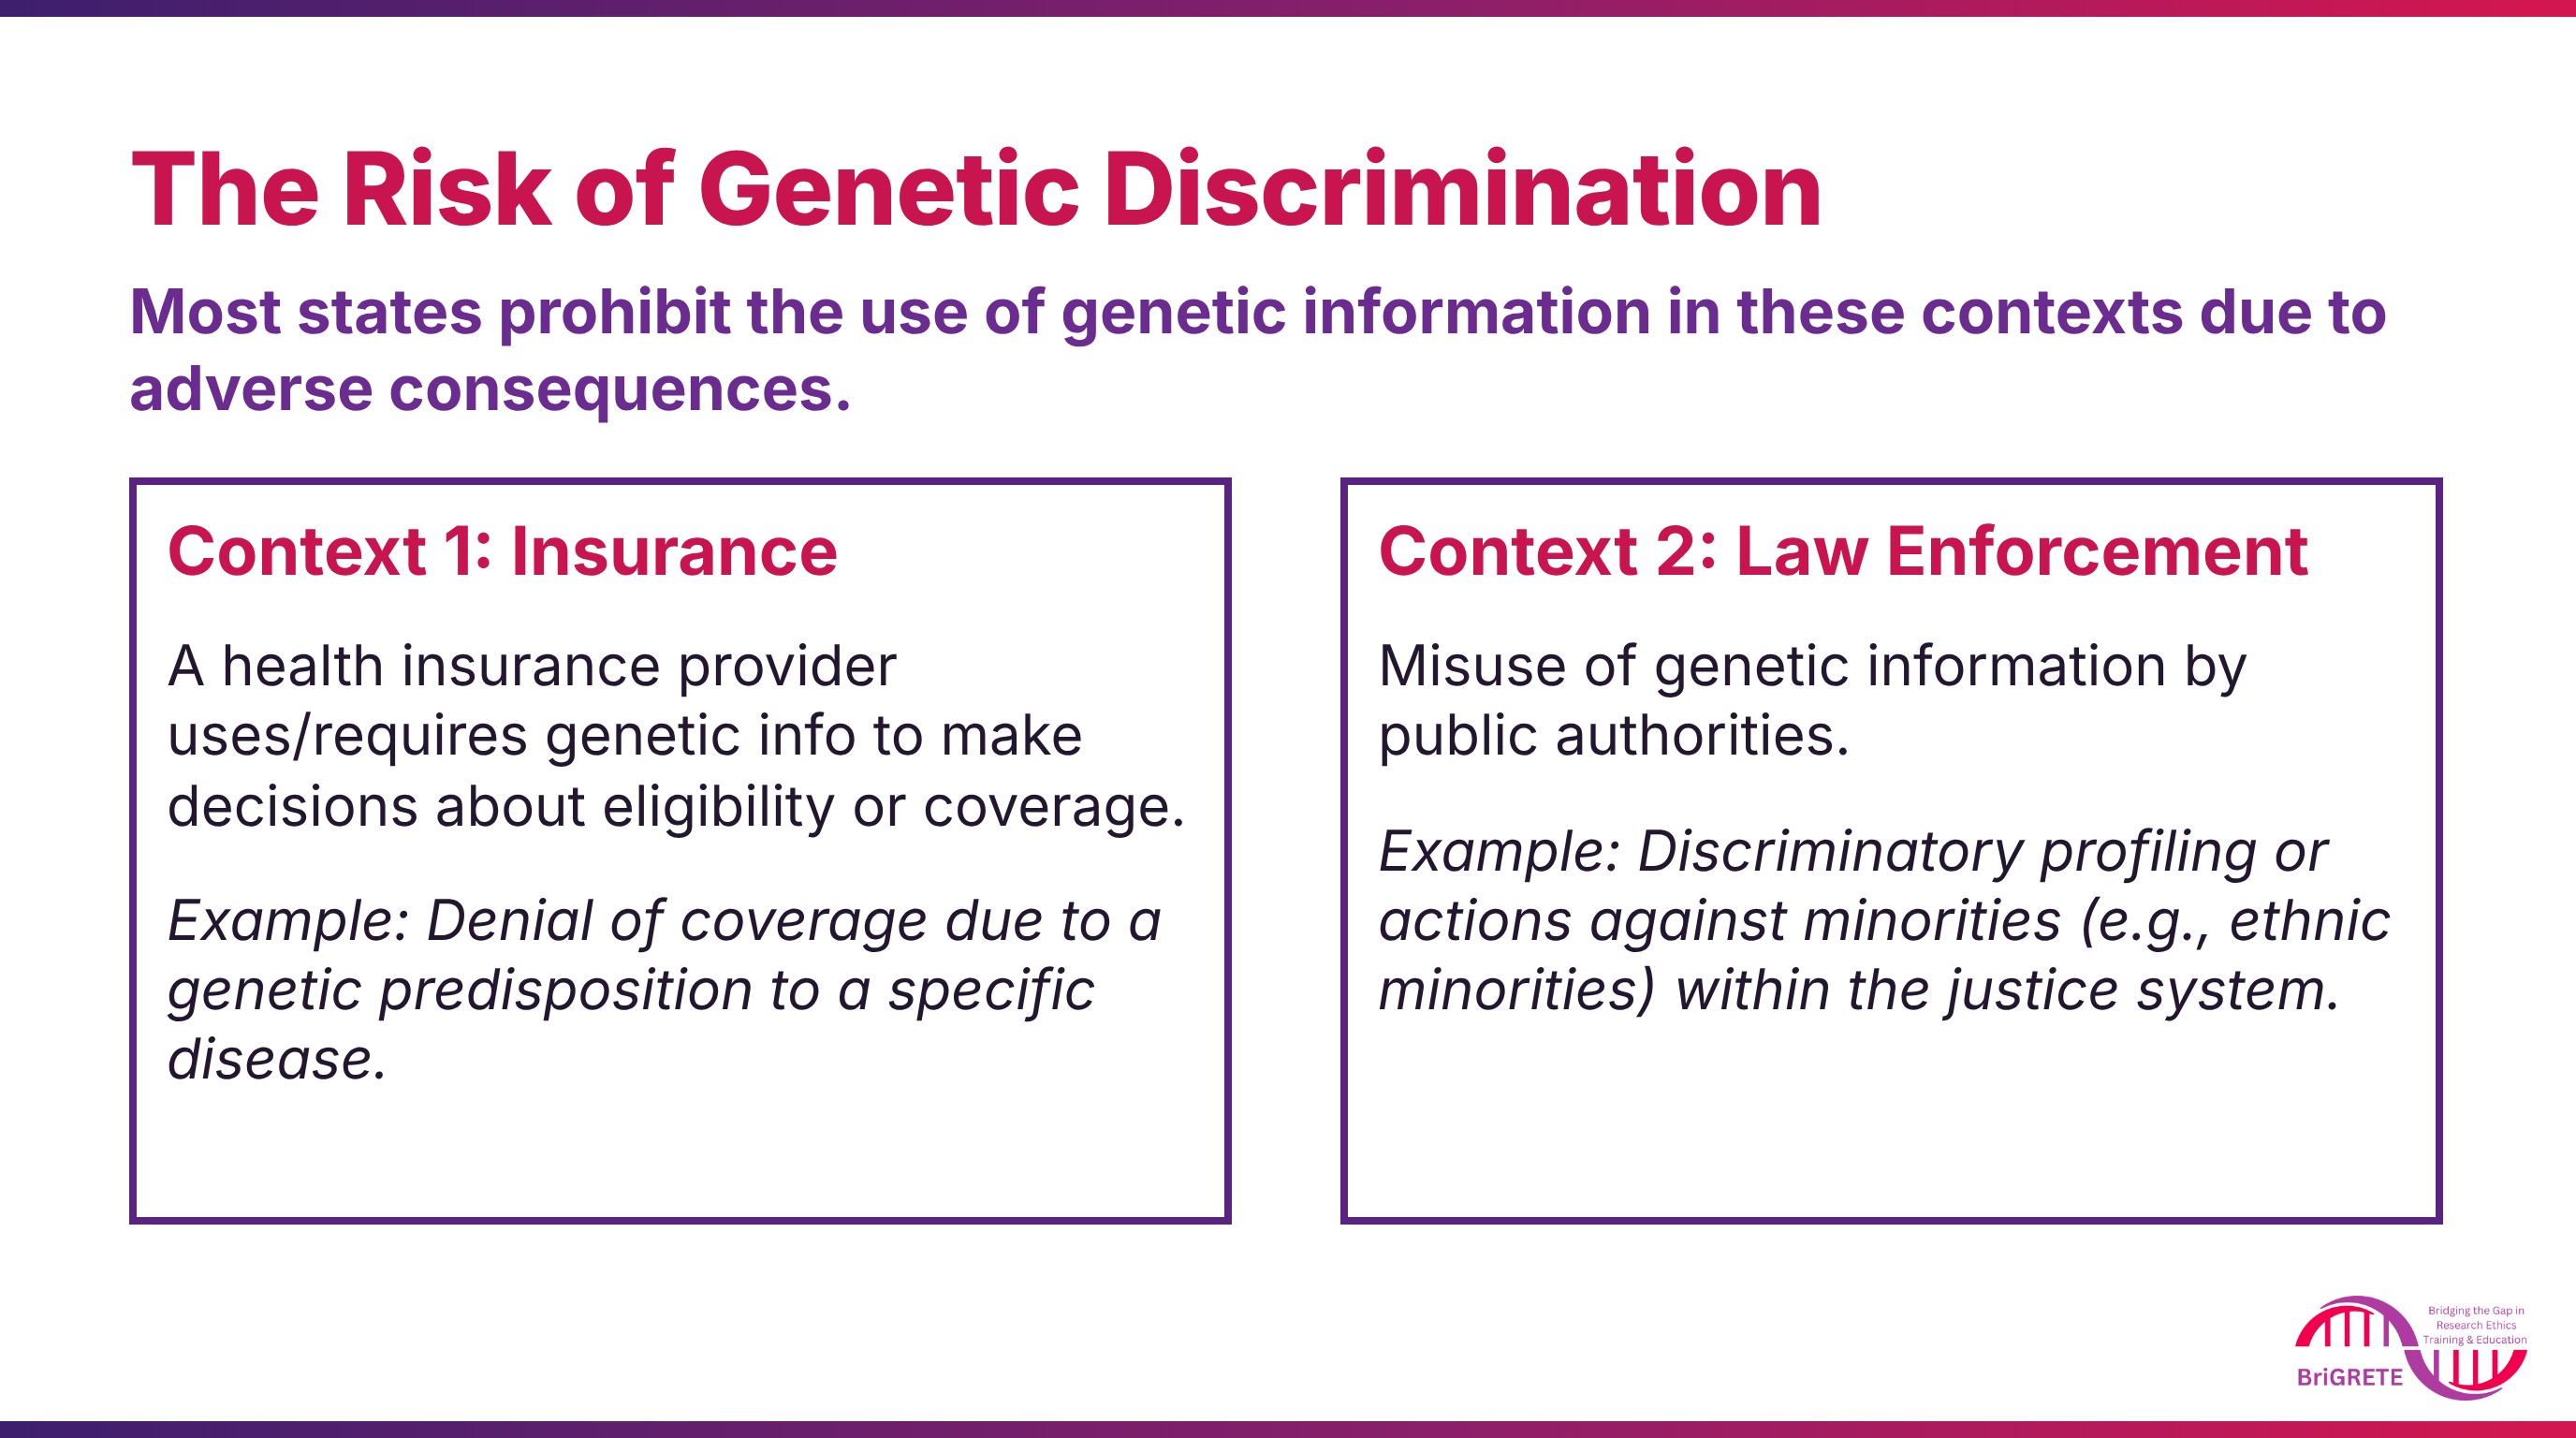 The Risk of Genetic Discrimination
Most states prohibit the use of genetic information in these contexts due to
adverse consequences.
Context 1: Insurance
A health insurance provider
uses/requires genetic info to make
decisions about eligibility or coverage.
Example: Denial of coverage due to a
genetic predisposition to a specific
disease.
Context 2: Law Enforcement
Misuse of genetic information by
public authorities.
Example: Discriminatory profiling or
actions against minorities (e.g., ethnic
minorities) within the justice system.
Bridging the Gap in
Research Ethics
Training & Education
BriGRETE